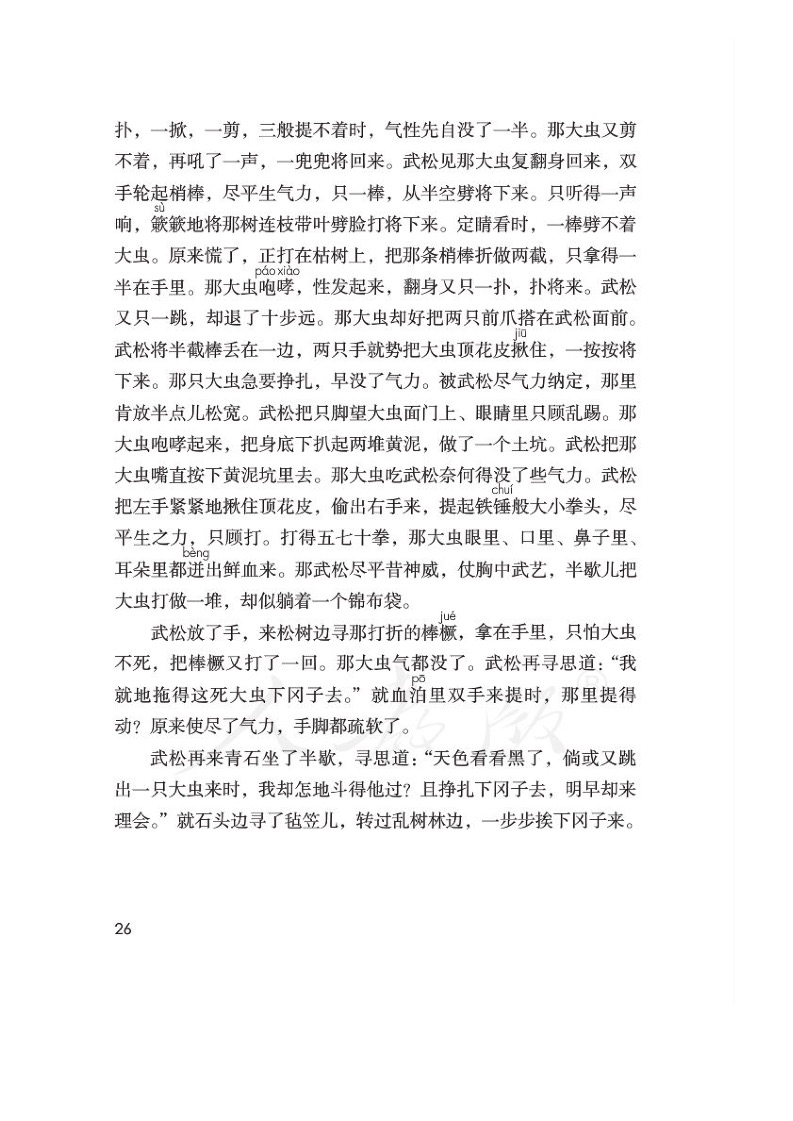 扑，一掀，一剪，三般提不着时，气性先自没了一半。那大虫又剪
不着，再吼了一声，一兜兜将回来。武松见那大虫复翻身回来，双
手轮起梢棒，尽平生气力，只一棒，从半空劈将下来。只听得一声
sù
响，簌簌地将那树连枝带叶劈脸打将下来。定睛看时，一棒劈不着
大虫。原来慌了，正打在枯树上，把那条梢棒折做两截，只拿得一
páo xiào
半在手里。那大虫咆哮，性发起来，翻身又只一扑，扑将来。武松
又只一跳，却退了十步远。那大虫却好把两只前爪搭在武松面前。
jiū
武松将半截棒丢在一边，两只手就势把大虫顶花皮揪住，一按按将
下来。那只大虫急要挣扎，早没了气力。被武松尽气力纳定，那里
肯放半点儿松宽。武松把只脚望大虫面门上、眼睛里只顾乱踢。那
大虫咆哮起来，把身底下扒起两堆黄泥，做了一个土坑。武松把那
大虫嘴直按下黄泥坑里去。那大虫吃武松奈何得没了些气力。武松
chuí
把左手紧紧地揪住顶花皮，偷出右手来，提起铁锤般大小拳头，尽
平生之力，只顾打。打得五七十拳，那大虫眼里、口里、鼻子里、
bèng
耳朵里都迸出鲜血来。那武松尽平昔神威，仗胸中武艺，半歇儿把
大虫打做一堆，却似躺着一个锦布袋。
jué
武松放了手，来松树边寻那打折的棒橛，拿在手里，只怕大虫
不死，把棒橛又打了一回。那大虫气都没了。武松再寻思道：“我
pō
就地拖得这死大虫下冈子去。”就血泊里双手来提时，那里提得
动？原来使尽了气力，手脚都疏软了。
武松再来青石坐了半歇，寻思道：“天色看看黑了，倘或又跳
出一只大虫来时，我却怎地斗得他过？且挣扎下冈子去，明早却来
理会。”就石头边寻了毡笠儿，转过乱树林边，一步步挨下冈子来。
26